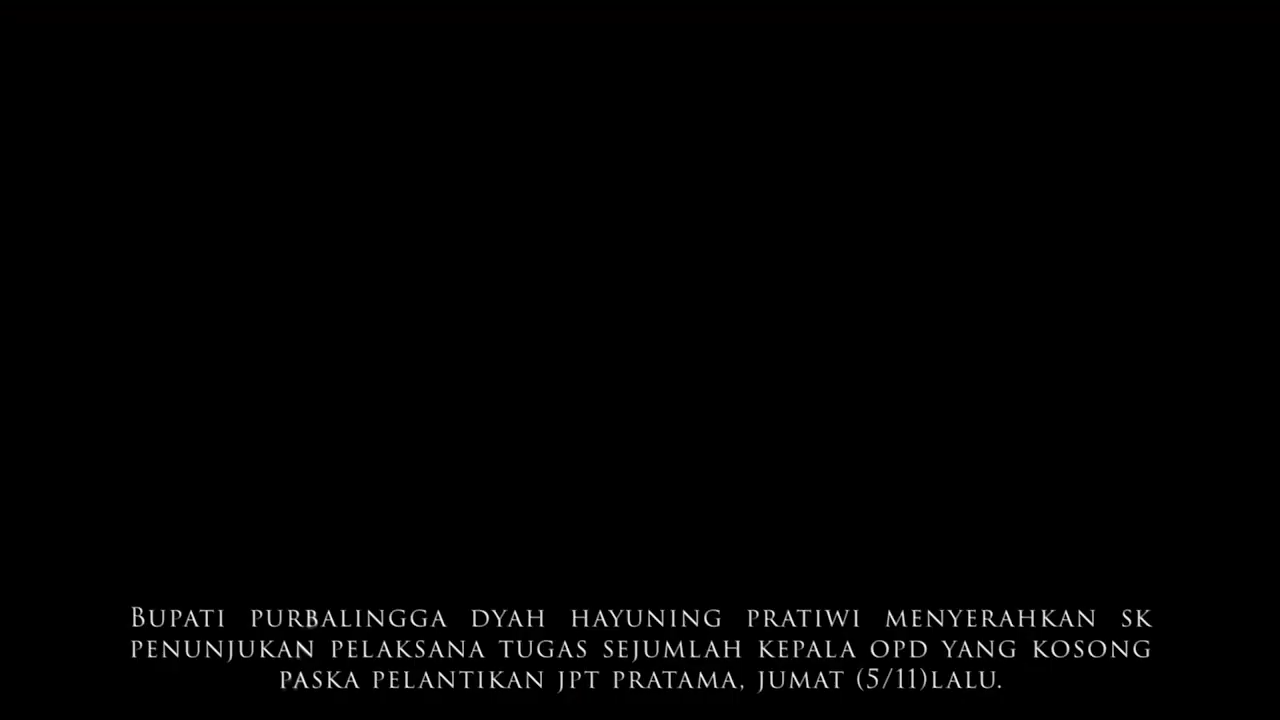 Bupati purbalingga dyah hayuning pratiwi menyerahkan sk
penunjukan pelaksana tugas sejumlah kepala opd yang kosong
paska pelantikan jpt pratama, jumat (5/11)lalu.